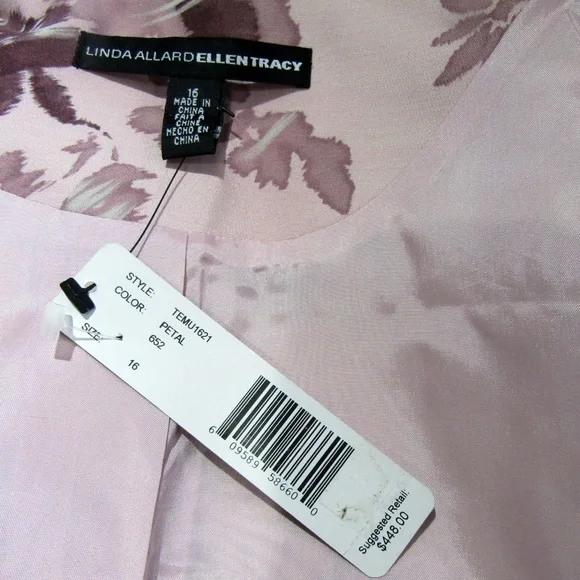 LINDA ALLARD ELLEN TRACY
16
MADE IN
CHINA
FAIT A
CHINE
HECHO EN
CHINA
STYLE: TEMU1621
COLOR: PETAL
652
SIZE: 16
6 09589 58660 0
Suggested Retail:
$448.00